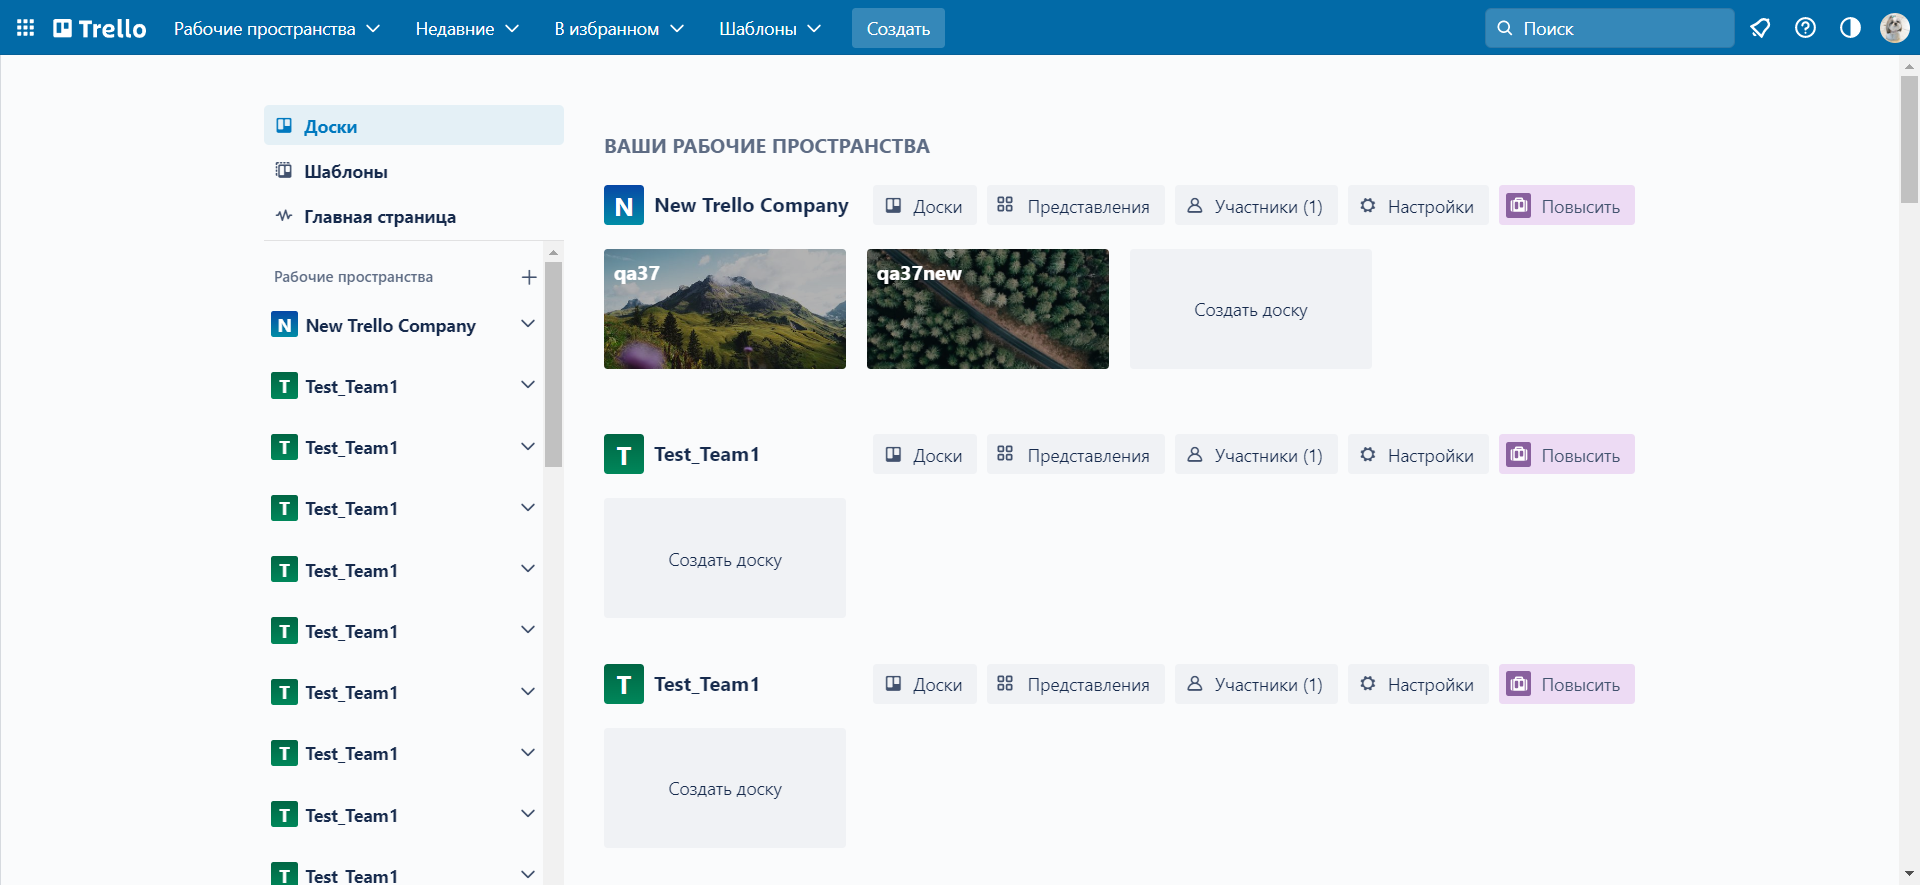 Trello Рабочие пространства Недавние В избранном Шаблоны Создать Поиск
Доски
Шаблоны
Главная страница
Рабочие пространства
N New Trello Company
T Test_Team1
T Test_Team1
T Test_Team1
T Test_Team1
T Test_Team1
T Test_Team1
T Test_Team1
T Test_Team1
T Test_Team1
ВАШИ РАБОЧИЕ ПРОСТРАНСТВА
N New Trello Company Доски Представления Участники (1) Настройки Повысить
qa37 qa37new
Создать доску
T Test_Team1 Доски Представления Участники (1) Настройки Повысить
Создать доску
T Test_Team1 Доски Представления Участники (1) Настройки Повысить
Создать доску